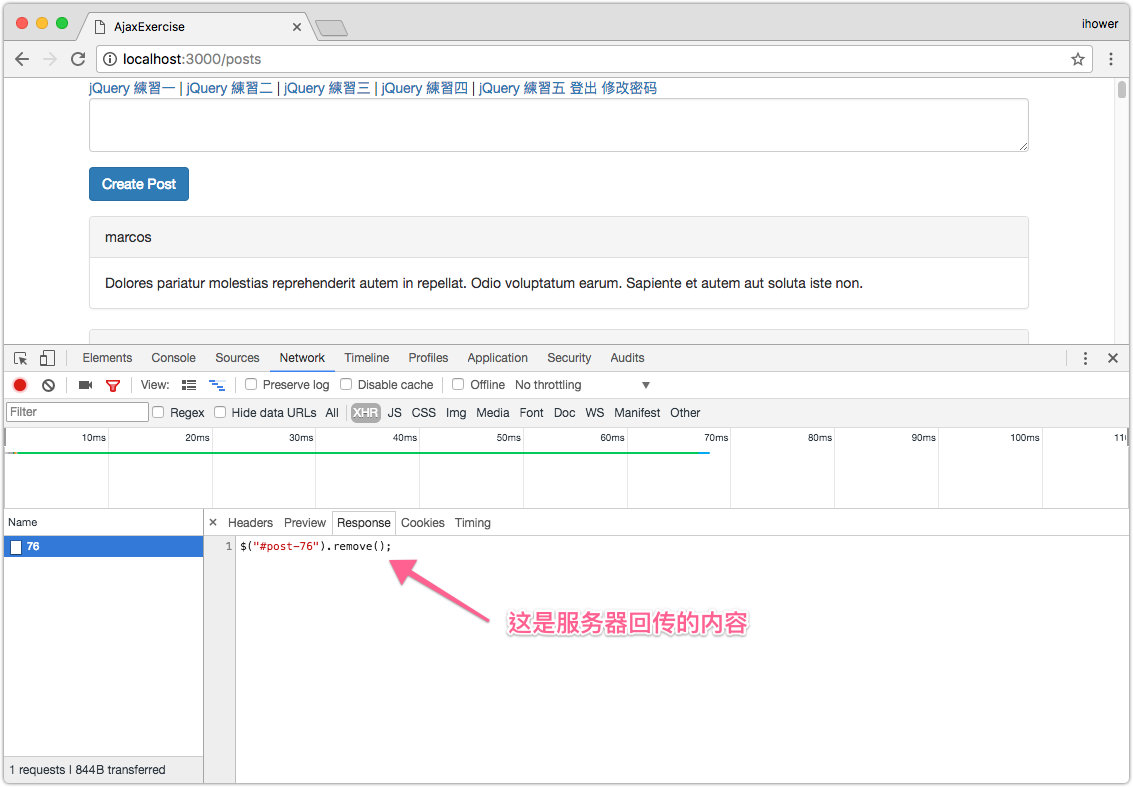 AjaxExercise
ihower
localhost:3000/posts
jQuery 練習一 | jQuery 練習二 | jQuery 練習三 | jQuery 練習四 | jQuery 練習五 登出 修改密码
Create Post
marcos
Dolores pariatur molestias reprehenderit autem in repellat. Odio voluptatum earum. Sapiente et autem aut soluta iste non.
Elements Console Sources Network Timeline Profiles Application Security Audits
View: Preserve log Disable cache Offline No throttling
Filter Regex Hide data URLs All XHR JS CSS Img Media Font Doc WS Manifest Other
10ms 20ms 30ms 40ms 50ms 60ms 70ms 80ms 90ms 100ms
Name × Headers Preview Response Cookies Timing
76 1 $("#post-76").remove();
这是服务器回传的内容
1 requests | 844B transferred